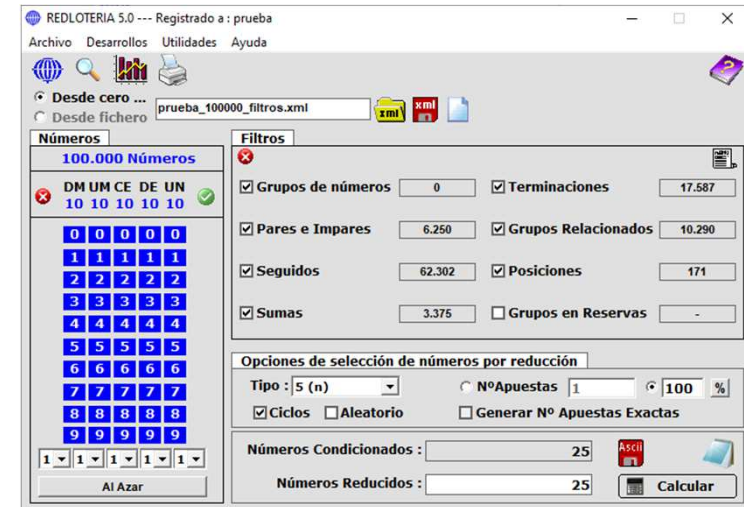 REDLOTERIA 5.0 --- Registrado a : prueba
Archivo Desarrollos Utilidades Ayuda
Desde cero ...
Desde fichero
prueba_100000_filtros.xml
xml
xml
Números
100.000 Números
DM UM CE DE UN
10 10 10 10 10
0 0 0 0 0
1 1 1 1 1
2 2 2 2 2
3 3 3 3 3
4 4 4 4 4
5 5 5 5 5
6 6 6 6 6
7 7 7 7 7
8 8 8 8 8
9 9 9 9 9
1 1 1 1 1
Al Azar
Filtros
Grupos de números 0 Terminaciones 17.587
Pares e Impares 6.250 Grupos Relacionados 10.290
Seguidos 62.302 Posiciones 171
Sumas 3.375 Grupos en Reservas -
Opciones de selección de números por reducción
Tipo : 5 (n) NºApuestas 1 100 %
Ciclos Aleatorio Generar Nº Apuestas Exactas
Números Condicionados : 25 Ascii
Números Reducidos : 25 Calcular